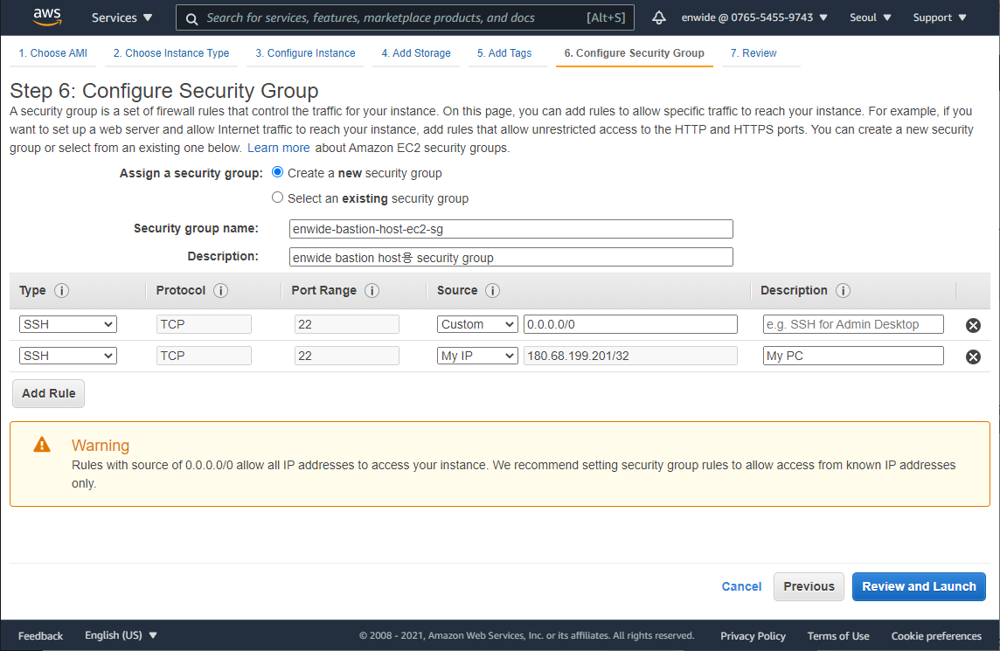 aws Services Search for services, features, marketplace products, and docs [Alt+S] enwide @ 0765-5455-9743 Seoul Support
1. Choose AMI 2. Choose Instance Type 3. Configure Instance 4. Add Storage 5. Add Tags 6. Configure Security Group 7. Review
Step 6: Configure Security Group
A security group is a set of firewall rules that control the traffic for your instance. On this page, you can add rules to allow specific traffic to reach your instance. For example, if you
want to set up a web server and allow Internet traffic to reach your instance, add rules that allow unrestricted access to the HTTP and HTTPS ports. You can create a new security
group or select from an existing one below. Learn more about Amazon EC2 security groups.
Assign a security group: Create a new security group
Select an existing security group
Security group name: enwide-bastion-host-ec2-sg
Description: enwide bastion host용 security group
Type i Protocol i Port Range i Source i Description i
SSH TCP 22 Custom 0.0.0.0/0 e.g. SSH for Admin Desktop
SSH TCP 22 My IP 180.68.199.201/32 My PC
Add Rule
Warning
Rules with source of 0.0.0.0/0 allow all IP addresses to access your instance. We recommend setting security group rules to allow access from known IP addresses
only.
Cancel Previous Review and Launch
Feedback English (US) © 2008 - 2021, Amazon Web Services, Inc. or its affiliates. All rights reserved. Privacy Policy Terms of Use Cookie preferences